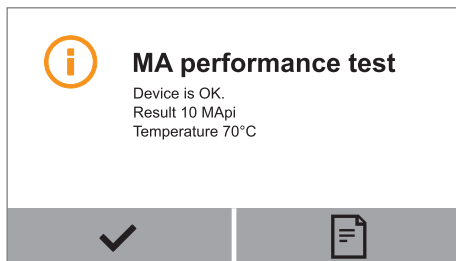 MA performance test
Device is OK.
Result 10 MApi
Temperature 70°C